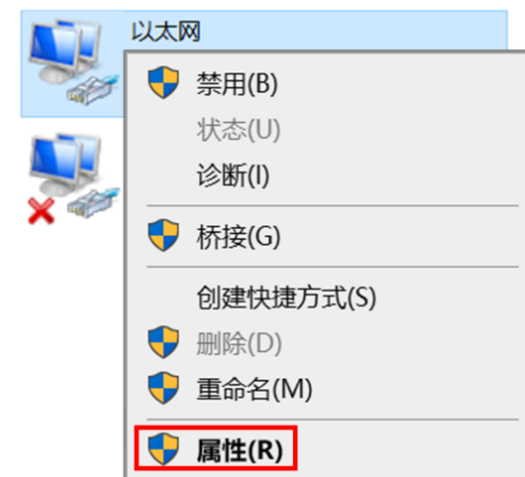 以太网
禁用(B)
状态(U)
诊断(I)
桥接(G)
创建快捷方式(S)
删除(D)
重命名(M)
属性(R)